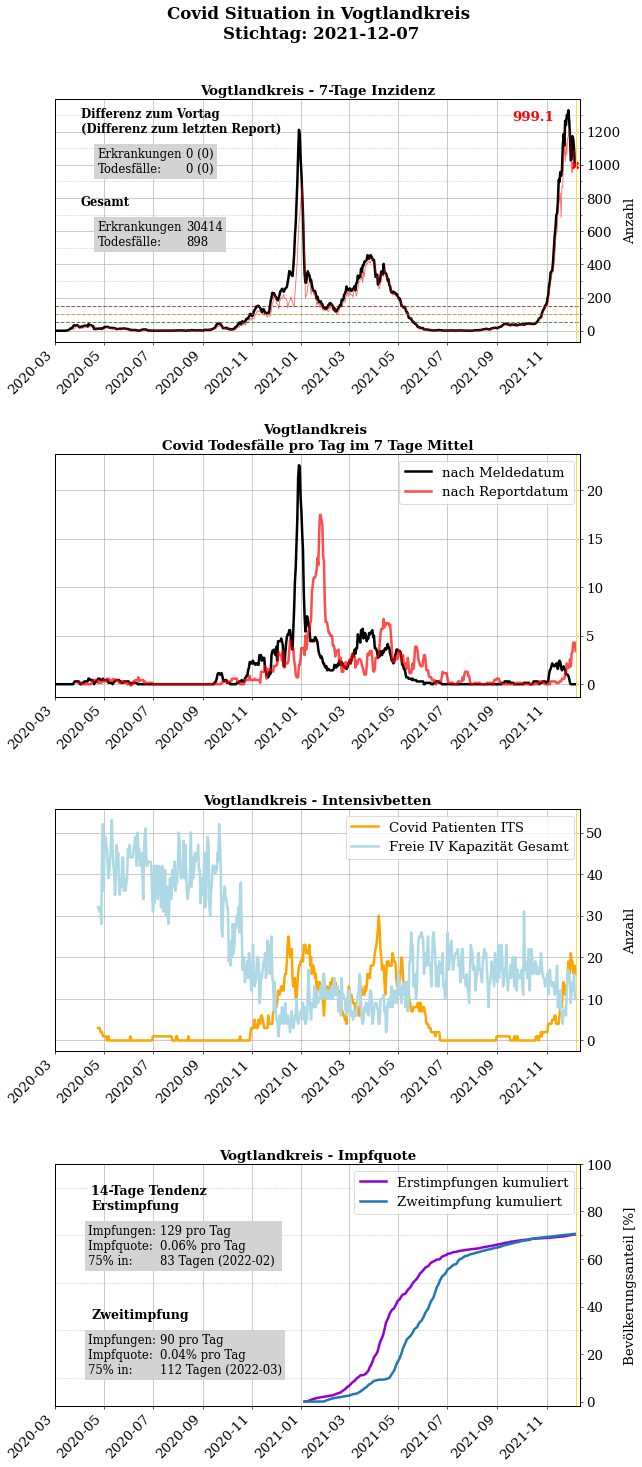 Covid Situation in Vogtlandkreis
Stichtag: 2021-12-07
Vogtlandkreis - 7-Tage Inzidenz
Differenz zum Vortag
(Differenz zum letzten Report)
Erkrankungen 0 (0)
Todesfälle: 0 (0)
Gesamt
Erkrankungen 30414
Todesfälle: 898
999.1
1200
1000
800
600
400
200
0
Anzahl
2020-03
2020-05
2020-07
2020-09
2020-11
2021-01
2021-03
2021-05
2021-07
2021-09
2021-11
Vogtlandkreis
Covid Todesfälle pro Tag im 7 Tage Mittel
nach Meldedatum
nach Reportdatum
20
15
10
5
0
2020-03
2020-05
2020-07
2020-09
2020-11
2021-01
2021-03
2021-05
2021-07
2021-09
2021-11
Vogtlandkreis - Intensivbetten
Covid Patienten ITS
Freie IV Kapazität Gesamt
50
40
30
20
10
0
Anzahl
2020-03
2020-05
2020-07
2020-09
2020-11
2021-01
2021-03
2021-05
2021-07
2021-09
2021-11
Vogtlandkreis - Impfquote
14-Tage Tendenz
Erstimpfung
Impfungen: 129 pro Tag
Impfquote: 0.06% pro Tag
75% in: 83 Tagen (2022-02)
Zweitimpfung
Impfungen: 90 pro Tag
Impfquote: 0.04% pro Tag
75% in: 112 Tagen (2022-03)
Erstimpfungen kumuliert
Zweitimpfung kumuliert
100
80
60
40
20
0
Bevölkerungsanteil [%]
2020-03
2020-05
2020-07
2020-09
2020-11
2021-01
2021-03
2021-05
2021-07
2021-09
2021-11